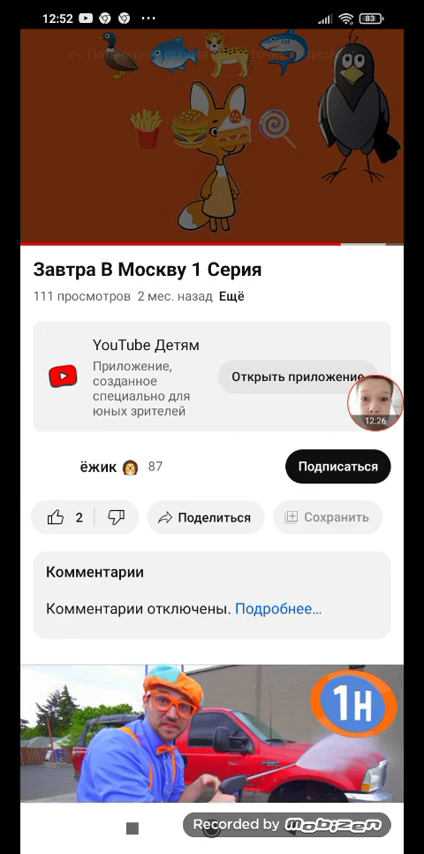 12:52
83
Завтра В Москву 1 Серия
111 просмотров 2 мес. назад Ещё
YouTube Детям
Приложение,
созданное
специально для
юных зрителей
Открыть приложение
12:26
ёжик 87
Подписаться
2
Поделиться
Сохранить
Комментарии
Комментарии отключены. Подробнее...
1H
Recorded by Mobizen